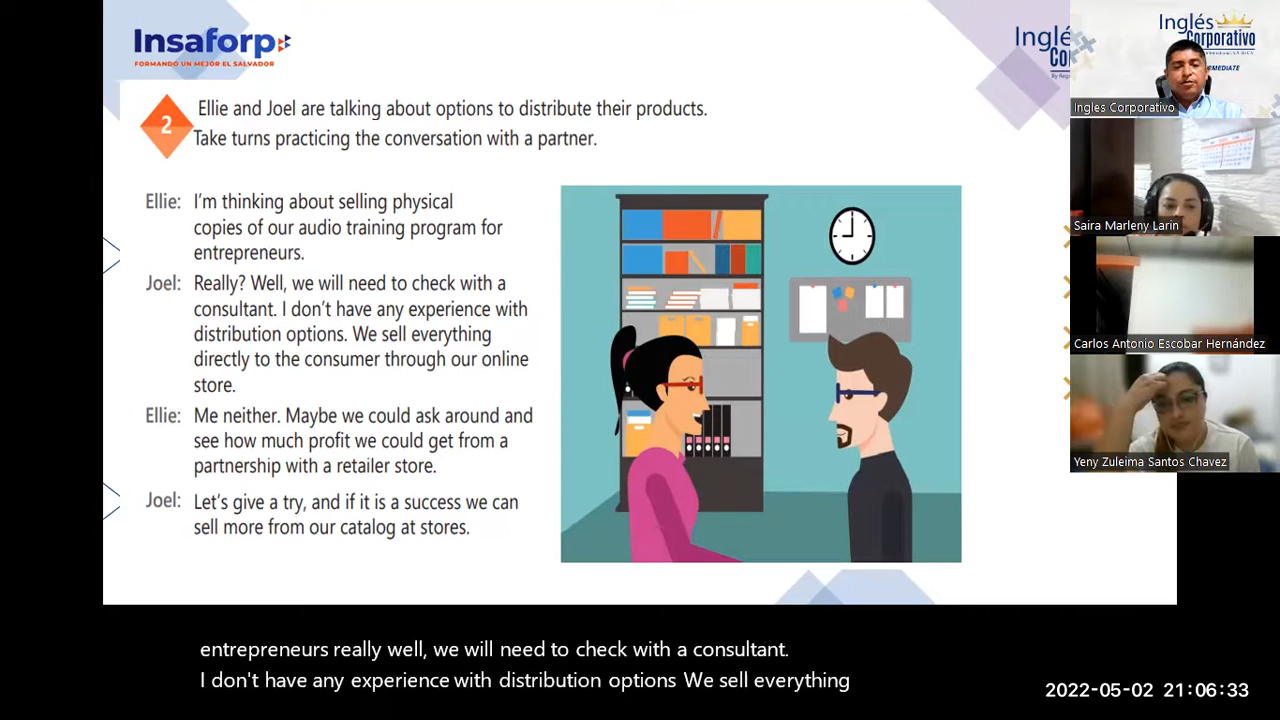 Insaforp
FORMANDO UN MEJOR EL SALVADOR
Inglé
Co
By Rega
Inglés
Corporativo
EMEDIATE
Ingles Corporativo
Saira Marleny Larin
Carlos Antonio Escobar Hernández
Yeny Zuleima Santos Chavez
2
Ellie and Joel are talking about options to distribute their products.
Take turns practicing the conversation with a partner.
Ellie: I'm thinking about selling physical
copies of our audio training program for
entrepreneurs.
Joel: Really? Well, we will need to check with a
consultant. I don't have any experience with
distribution options. We sell everything
directly to the consumer through our online
store.
Ellie: Me neither. Maybe we could ask around and
see how much profit we could get from a
partnership with a retailer store.
Joel: Let's give a try, and if it is a success we can
sell more from our catalog at stores.
entrepreneurs really well, we will need to check with a consultant.
I don't have any experience with distribution options We sell everything
2022-05-02 21:06:33